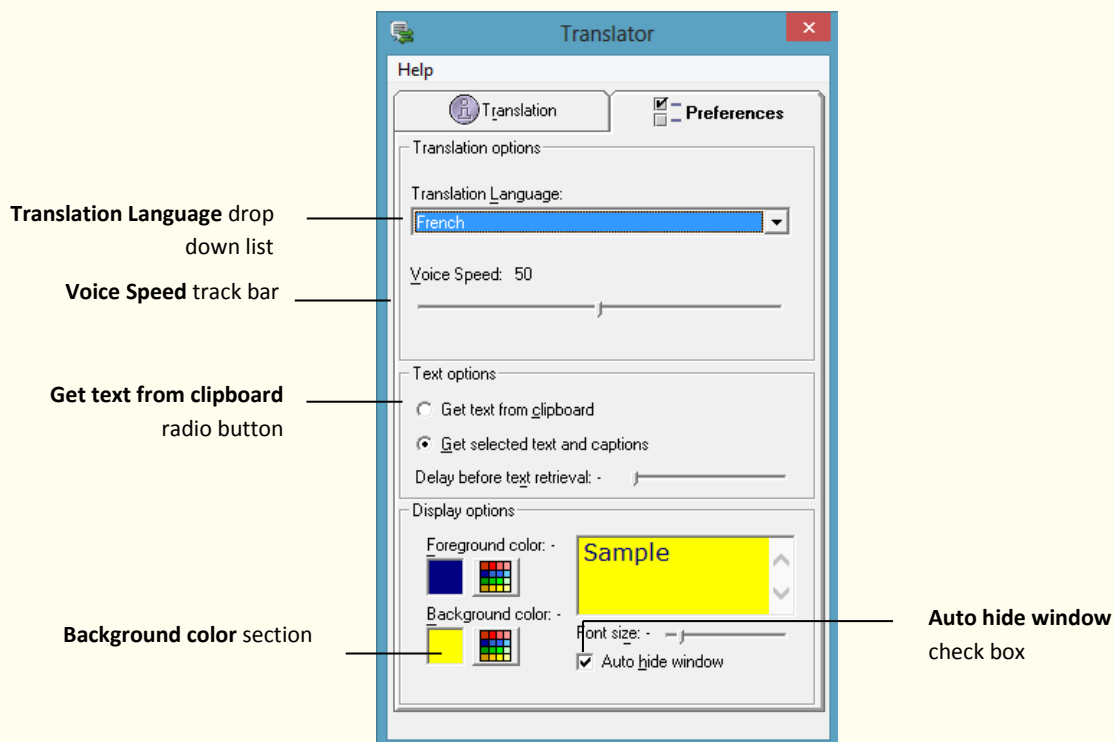 Translator
Help
Translation
Preferences
Translation options
Translation Language:
French
Voice Speed: 50
Text options
Get text from clipboard
Get selected text and captions
Delay before text retrieval: -
Display options
Foreground color: -
Sample
Background color: -
Font size: -
Auto hide window
Translation Language drop
down list
Voice Speed track bar
Get text from clipboard
radio button
Background color section
Auto hide window
check box